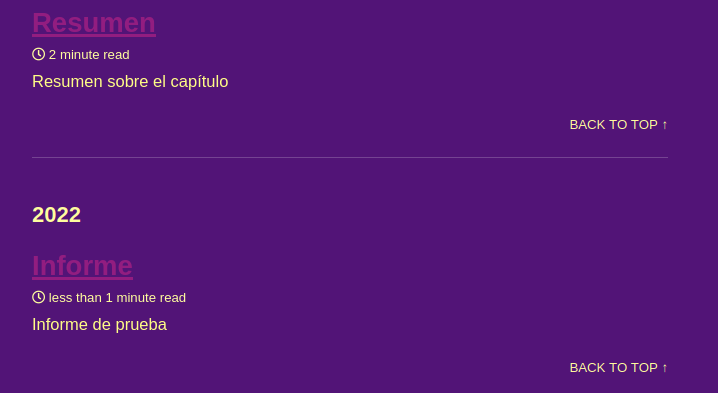 Resumen
2 minute read
Resumen sobre el capítulo
BACK TO TOP ↑
2022
Informe
less than 1 minute read
Informe de prueba
BACK TO TOP ↑